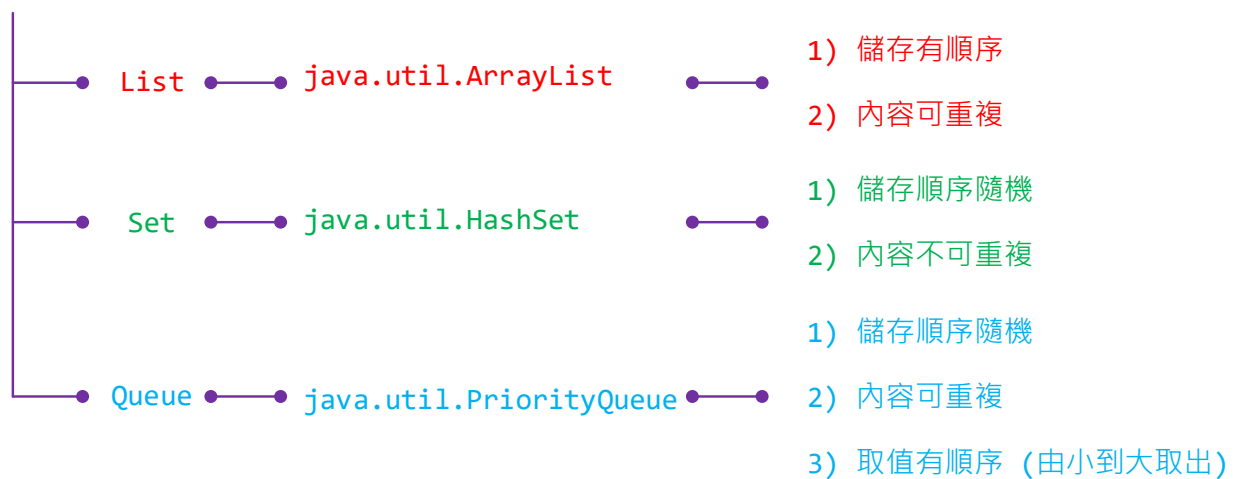 List java.util.ArrayList
1) 儲存有順序
2) 內容可重複
Set java.util.HashSet
1) 儲存順序隨機
2) 內容不可重複
Queue java.util.PriorityQueue
1) 儲存順序隨機
2) 內容可重複
3) 取值有順序 (由小到大取出)